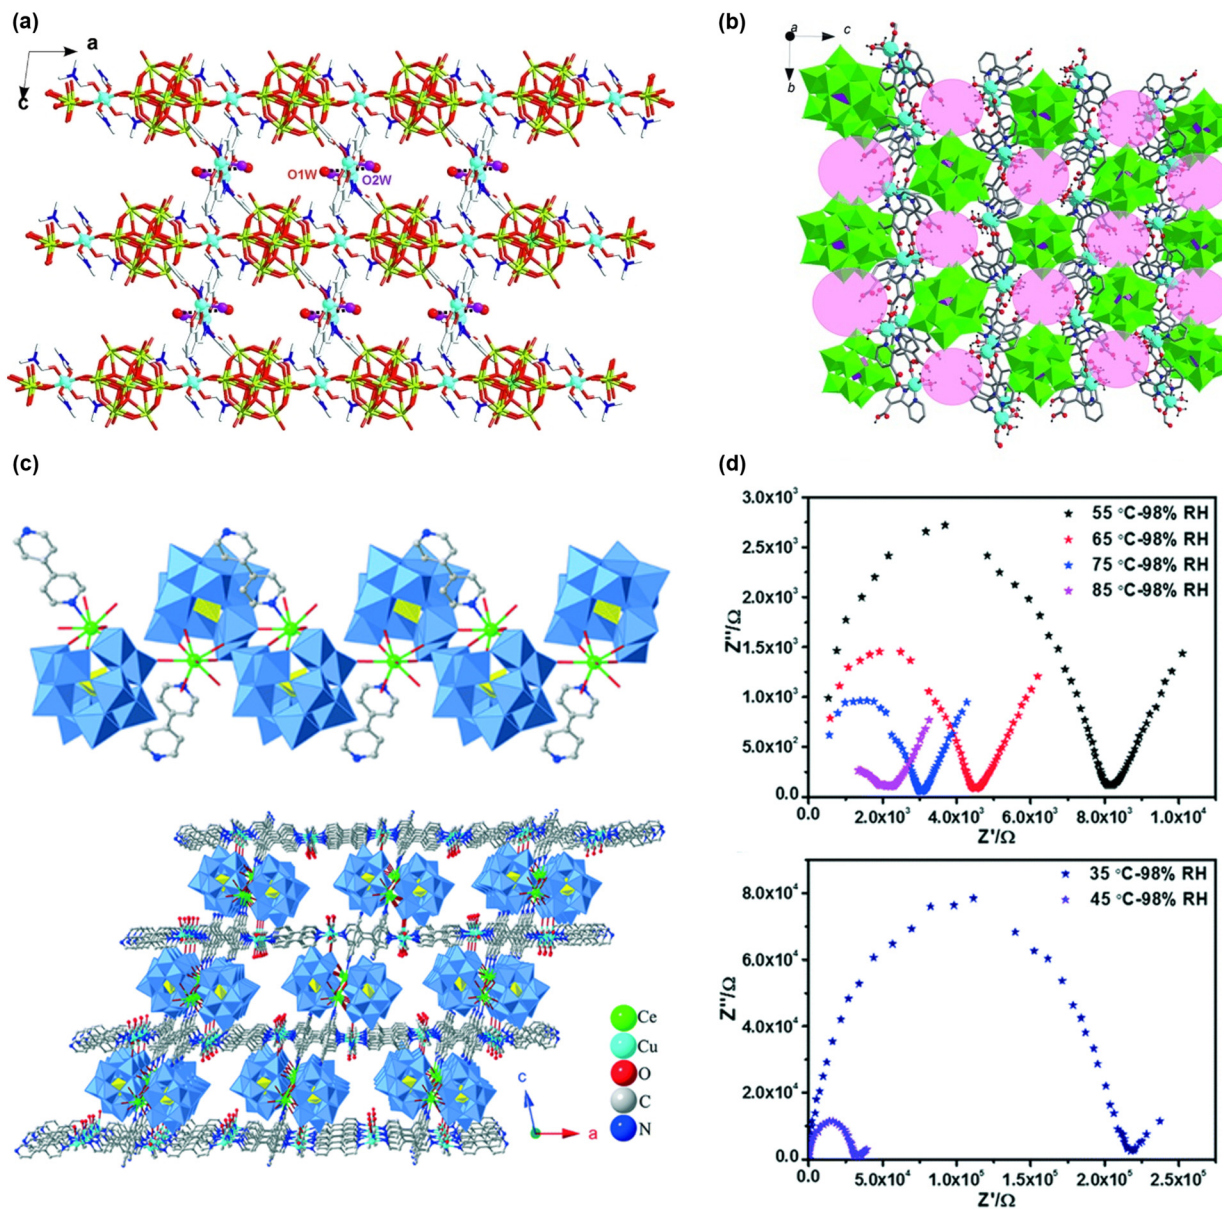 (a)
a
c
O1W
O2W
(b)
a
c
b
(c)
Ce
Cu
O
C
N
c
a
(d)
3.0x10³
2.5x10³
2.0x10³
1.5x10³
1.0x10³
5.0x10²
0.0
Z''/Ω
55 °C-98% RH
65 °C-98% RH
75 °C-98% RH
85 °C-98% RH
0.0 2.0x10³ 4.0x10³ 6.0x10³ 8.0x10³ 1.0x10⁴
Z'/Ω
8.0x10⁴
6.0x10⁴
4.0x10⁴
2.0x10⁴
0.0
Z''/Ω
35 °C-98% RH
45 °C-98% RH
0.0 5.0x10⁴ 1.0x10⁵ 1.5x10⁵ 2.0x10⁵ 2.5x10⁵
Z'/Ω